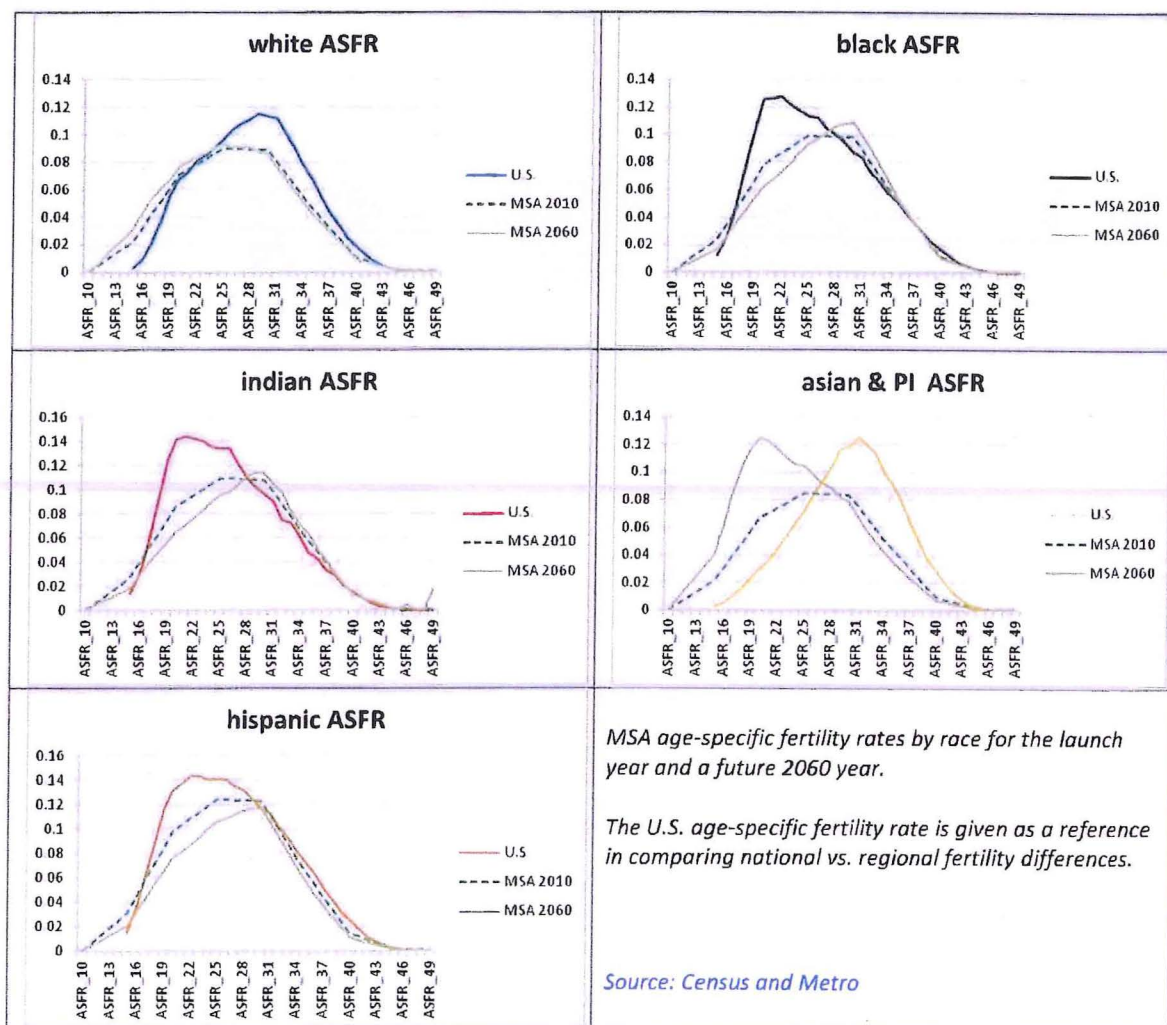 white ASFR
0.14
0.12
0.1
0.08
0.06
0.04
0.02
0
ASFR_10
ASFR_13
ASFR_16
ASFR_19
ASFR_22
ASFR_25
ASFR_28
ASFR_31
ASFR_34
ASFR_37
ASFR_40
ASFR_43
ASFR_46
ASFR_49
U.S.
MSA 2010
MSA 2060
black ASFR
0.14
0.12
0.1
0.08
0.06
0.04
0.02
0
ASFR_10
ASFR_13
ASFR_16
ASFR_19
ASFR_22
ASFR_25
ASFR_28
ASFR_31
ASFR_34
ASFR_37
ASFR_40
ASFR_43
ASFR_46
ASFR_49
U.S.
MSA 2010
MSA 2060
indian ASFR
0.16
0.14
0.12
0.1
0.08
0.06
0.04
0.02
0
ASFR_10
ASFR_13
ASFR_16
ASFR_19
ASFR_22
ASFR_25
ASFR_28
ASFR_31
ASFR_34
ASFR_37
ASFR_40
ASFR_43
ASFR_46
ASFR_49
U.S.
MSA 2010
MSA 2060
asian & PI ASFR
0.14
0.12
0.1
0.08
0.06
0.04
0.02
0
ASFR_10
ASFR_13
ASFR_16
ASFR_19
ASFR_22
ASFR_25
ASFR_28
ASFR_31
ASFR_34
ASFR_37
ASFR_40
ASFR_43
ASFR_46
ASFR_49
U.S.
MSA 2010
MSA 2060
hispanic ASFR
0.16
0.14
0.12
0.1
0.08
0.06
0.04
0.02
0
ASFR_10
ASFR_13
ASFR_16
ASFR_19
ASFR_22
ASFR_25
ASFR_28
ASFR_31
ASFR_34
ASFR_37
ASFR_40
ASFR_43
ASFR_46
ASFR_49
U.S
MSA 2010
MSA 2060
MSA age-specific fertility rates by race for the launch
year and a future 2060 year.
The U.S. age-specific fertility rate is given as a reference
in comparing national vs. regional fertility differences.
Source: Census and Metro